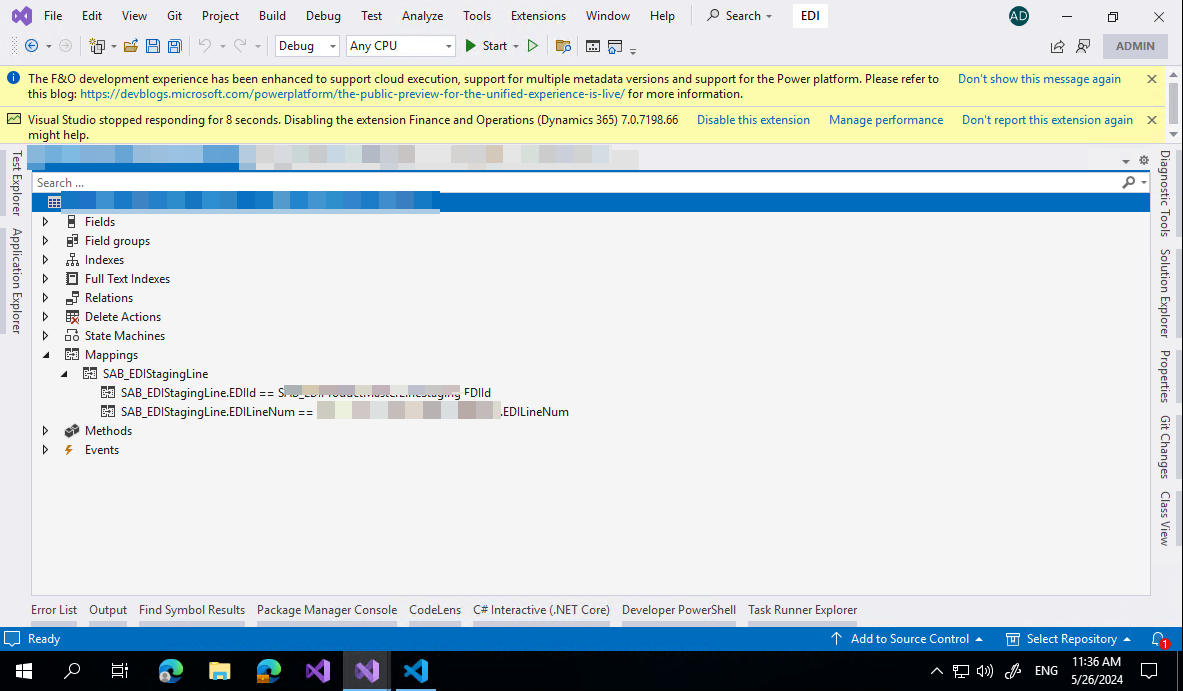 File Edit View Git Project Build Debug Test Analyze Tools Extensions Window Help Search EDI AD
Debug Any CPU Start ADMIN
The F&O development experience has been enhanced to support cloud execution, support for multiple metadata versions and support for the Power platform. Please refer to Don't show this message again
this blog: https://devblogs.microsoft.com/powerplatform/the-public-preview-for-the-unified-experience-is-live/ for more information.
Visual Studio stopped responding for 8 seconds. Disabling the extension Finance and Operations (Dynamics 365) 7.0.7198.66 Disable this extension Manage performance Don't report this extension again
might help.
Test Explorer
Application Explorer
Search ...
Fields
Field groups
Indexes
Full Text Indexes
Relations
Delete Actions
State Machines
Mappings
SAB_EDIStagingLine
SAB_EDIStagingLine.EDIId == EDIId
SAB_EDIStagingLine.EDILineNum == .EDILineNum
Methods
Events
Diagnostic Tools
Solution Explorer
Properties
Git Changes
Class View
Error List Output Find Symbol Results Package Manager Console CodeLens C# Interactive (.NET Core) Developer PowerShell Task Runner Explorer
Ready Add to Source Control Select Repository 1
ENG 11:36 AM
5/26/2024